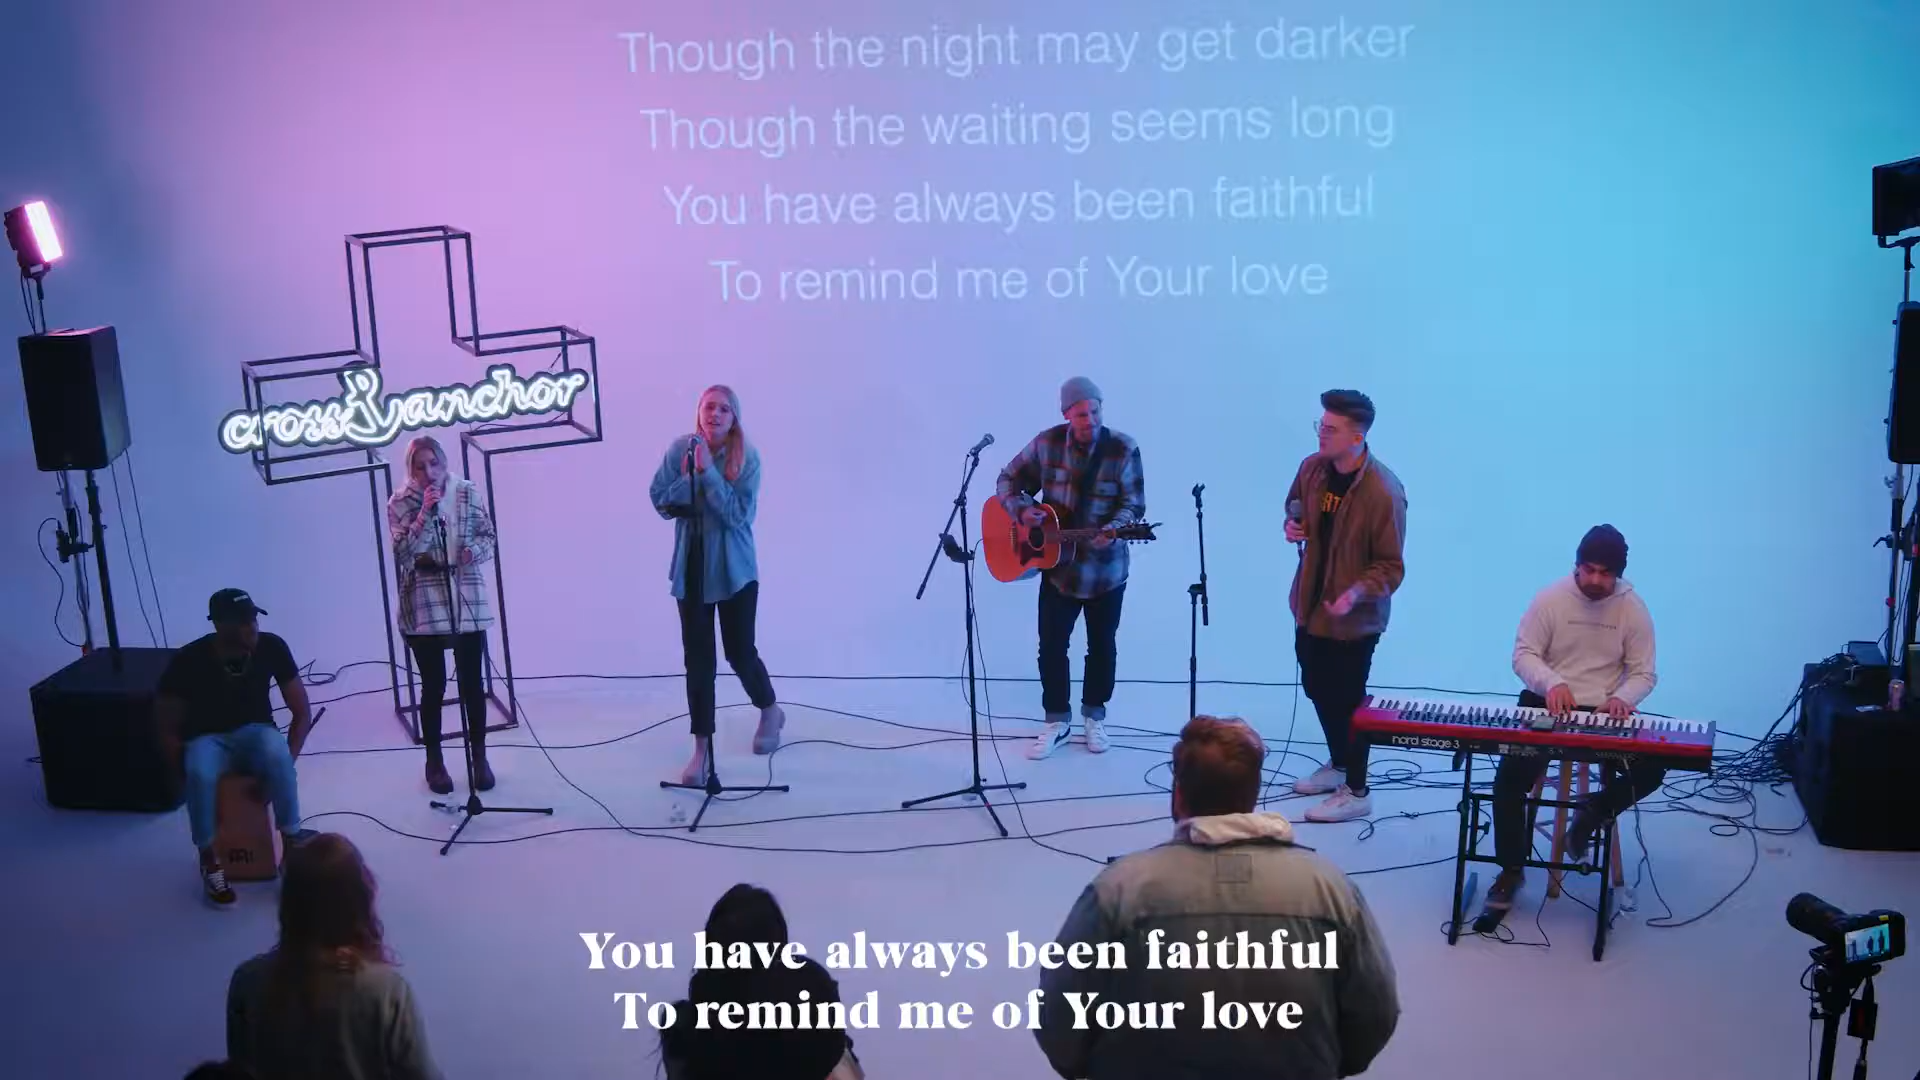 Though the night may get darker
Though the waiting seems long
You have always been faithful
To remind me of Your love
cross anchor
nord stage 3
You have always been faithful
To remind me of Your love